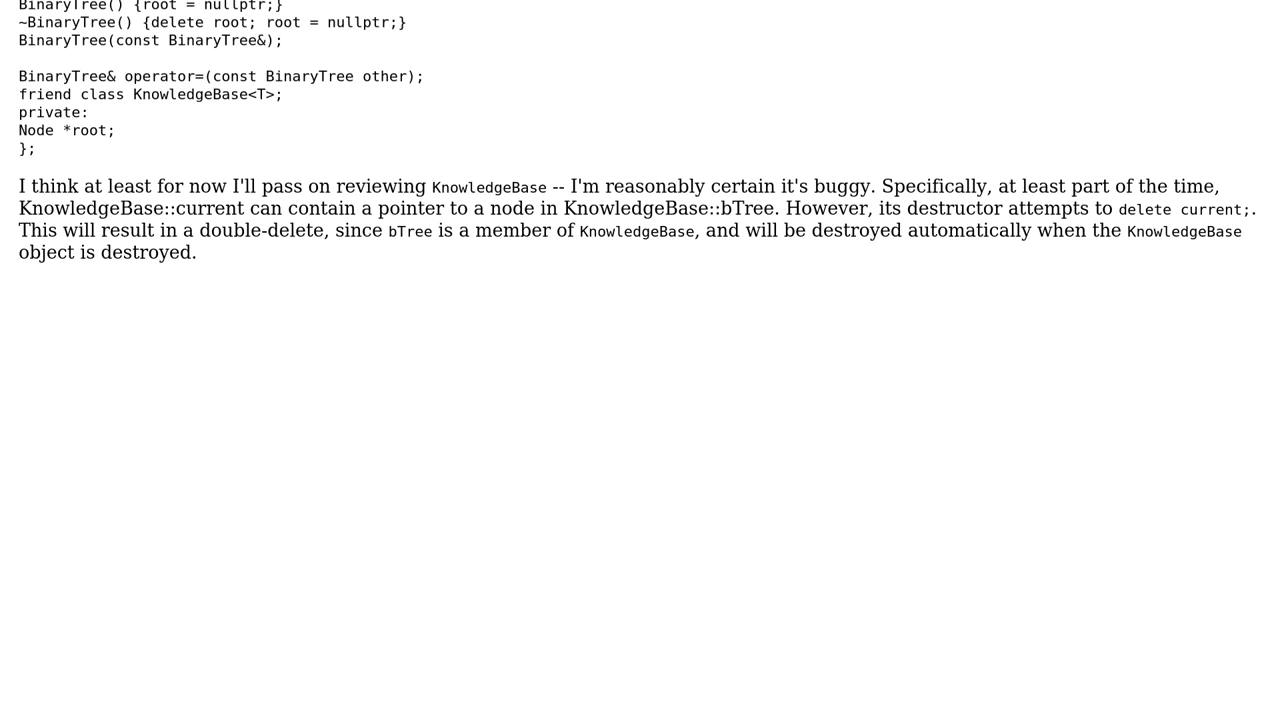 BinaryTree() {root = nullptr;}
~BinaryTree() {delete root; root = nullptr;}
BinaryTree(const BinaryTree&);
BinaryTree& operator=(const BinaryTree other);
friend class KnowledgeBase<T>;
private:
Node *root;
};
I think at least for now I'll pass on reviewing KnowledgeBase -- I'm reasonably certain it's buggy. Specifically, at least part of the time,
KnowledgeBase::current can contain a pointer to a node in KnowledgeBase::bTree. However, its destructor attempts to delete current;.
This will result in a double-delete, since bTree is a member of KnowledgeBase, and will be destroyed automatically when the KnowledgeBase
object is destroyed.